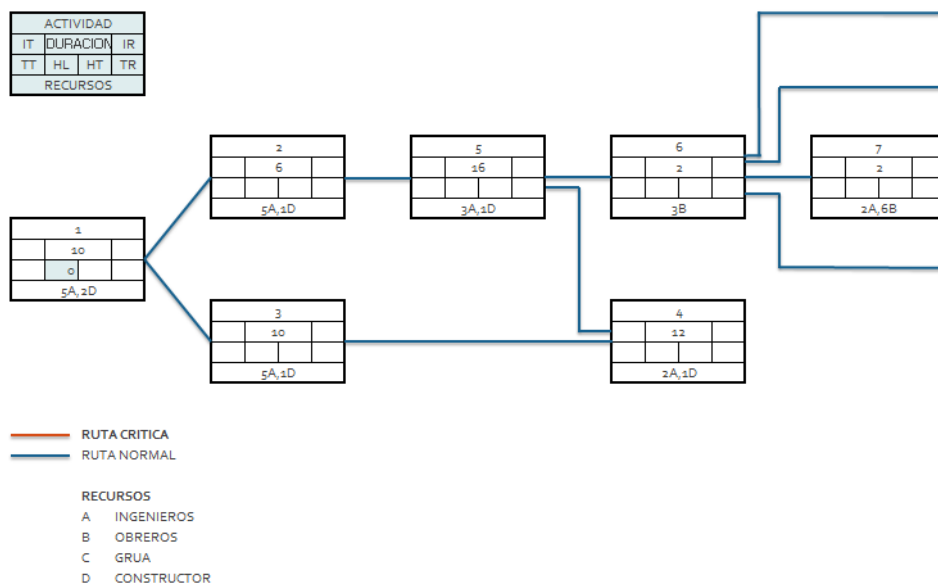 ACTIVIDAD
IT DURACION IR
TT HL HT TR
RECURSOS
2
6
5A,1D
5
16
3A,1D
6
2
3B
7
2
2A,6B
1
10
0
5A,2D
3
10
5A,1D
4
12
2A,1D
RUTA CRITICA
RUTA NORMAL
RECURSOS
A INGENIEROS
B OBREROS
C GRUA
D CONSTRUCTOR